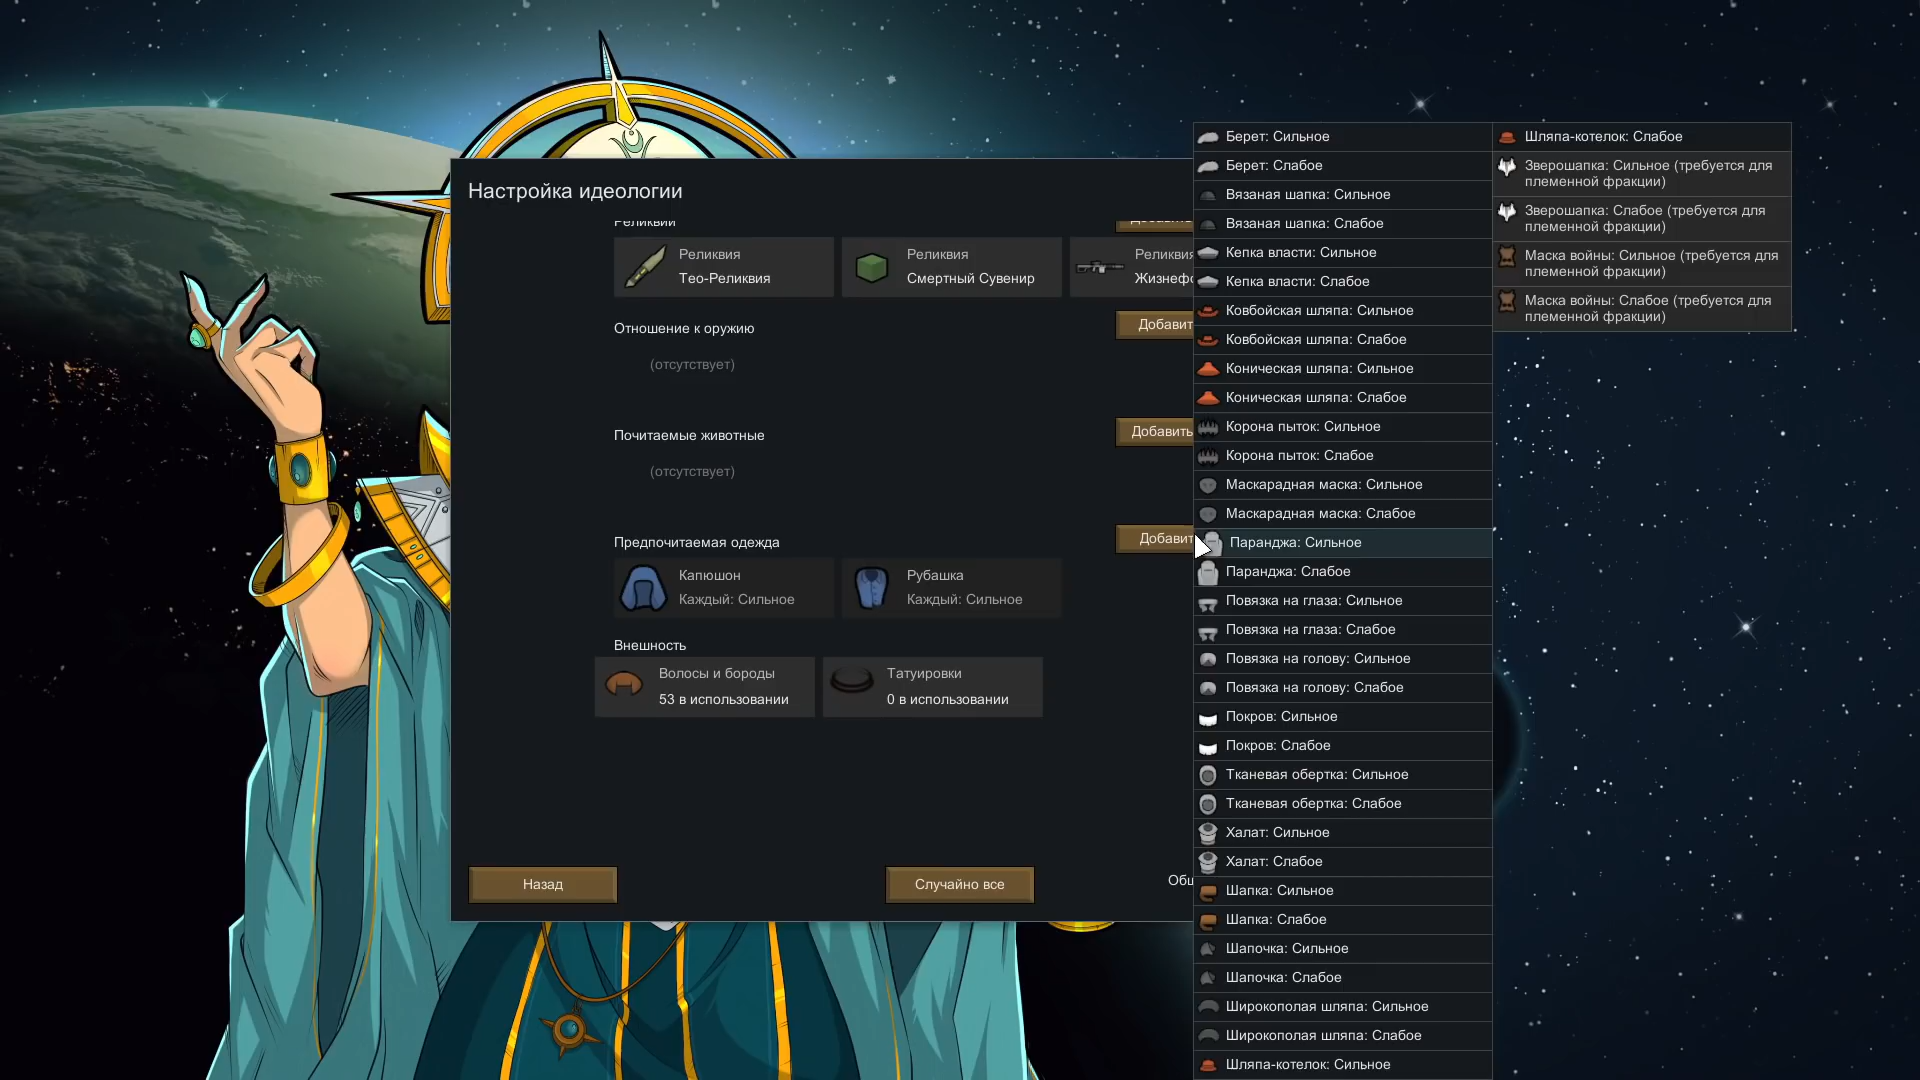 Настройка идеологии
Реликвии
Реликвия
Тео-Реликвия
Реликвия
Смертный Сувенир
Отношение к оружию
(отсутствует)
Почитаемые животные
Добавить
(отсутствует)
Предпочитаемая одежда
Капюшон
Каждый: Сильное
Рубашка
Каждый: Сильное
Внешность
Волосы и бороды
53 в использовании
Татуировки
0 в использовании
Назад
Случайно все
Берет: Сильное
Берет: Слабое
Вязаная шапка: Сильное
Вязаная шапка: Слабое
Кепка власти: Сильное
Кепка власти: Слабое
Ковбойская шляпа: Сильное
Ковбойская шляпа: Слабое
Коническая шляпа: Сильное
Коническая шляпа: Слабое
Корона пыток: Сильное
Корона пыток: Слабое
Маскарадная маска: Сильное
Маскарадная маска: Слабое
Паранджа: Сильное
Паранджа: Слабое
Повязка на глаза: Сильное
Повязка на глаза: Слабое
Повязка на голову: Сильное
Повязка на голову: Слабое
Покров: Сильное
Покров: Слабое
Тканевая обертка: Сильное
Тканевая обертка: Слабое
Халат: Сильное
Халат: Слабое
Шапка: Сильное
Шапка: Слабое
Шапочка: Сильное
Шапочка: Слабое
Широкополая шляпа: Сильное
Широкополая шляпа: Слабое
Шляпа-котелок: Сильное
Шляпа-котелок: Слабое
Зверошапка: Сильное (требуется для
племенной фракции)
Зверошапка: Слабое (требуется для
племенной фракции)
Маска войны: Сильное (требуется для
племенной фракции)
Маска войны: Слабое (требуется для
племенной фракции)